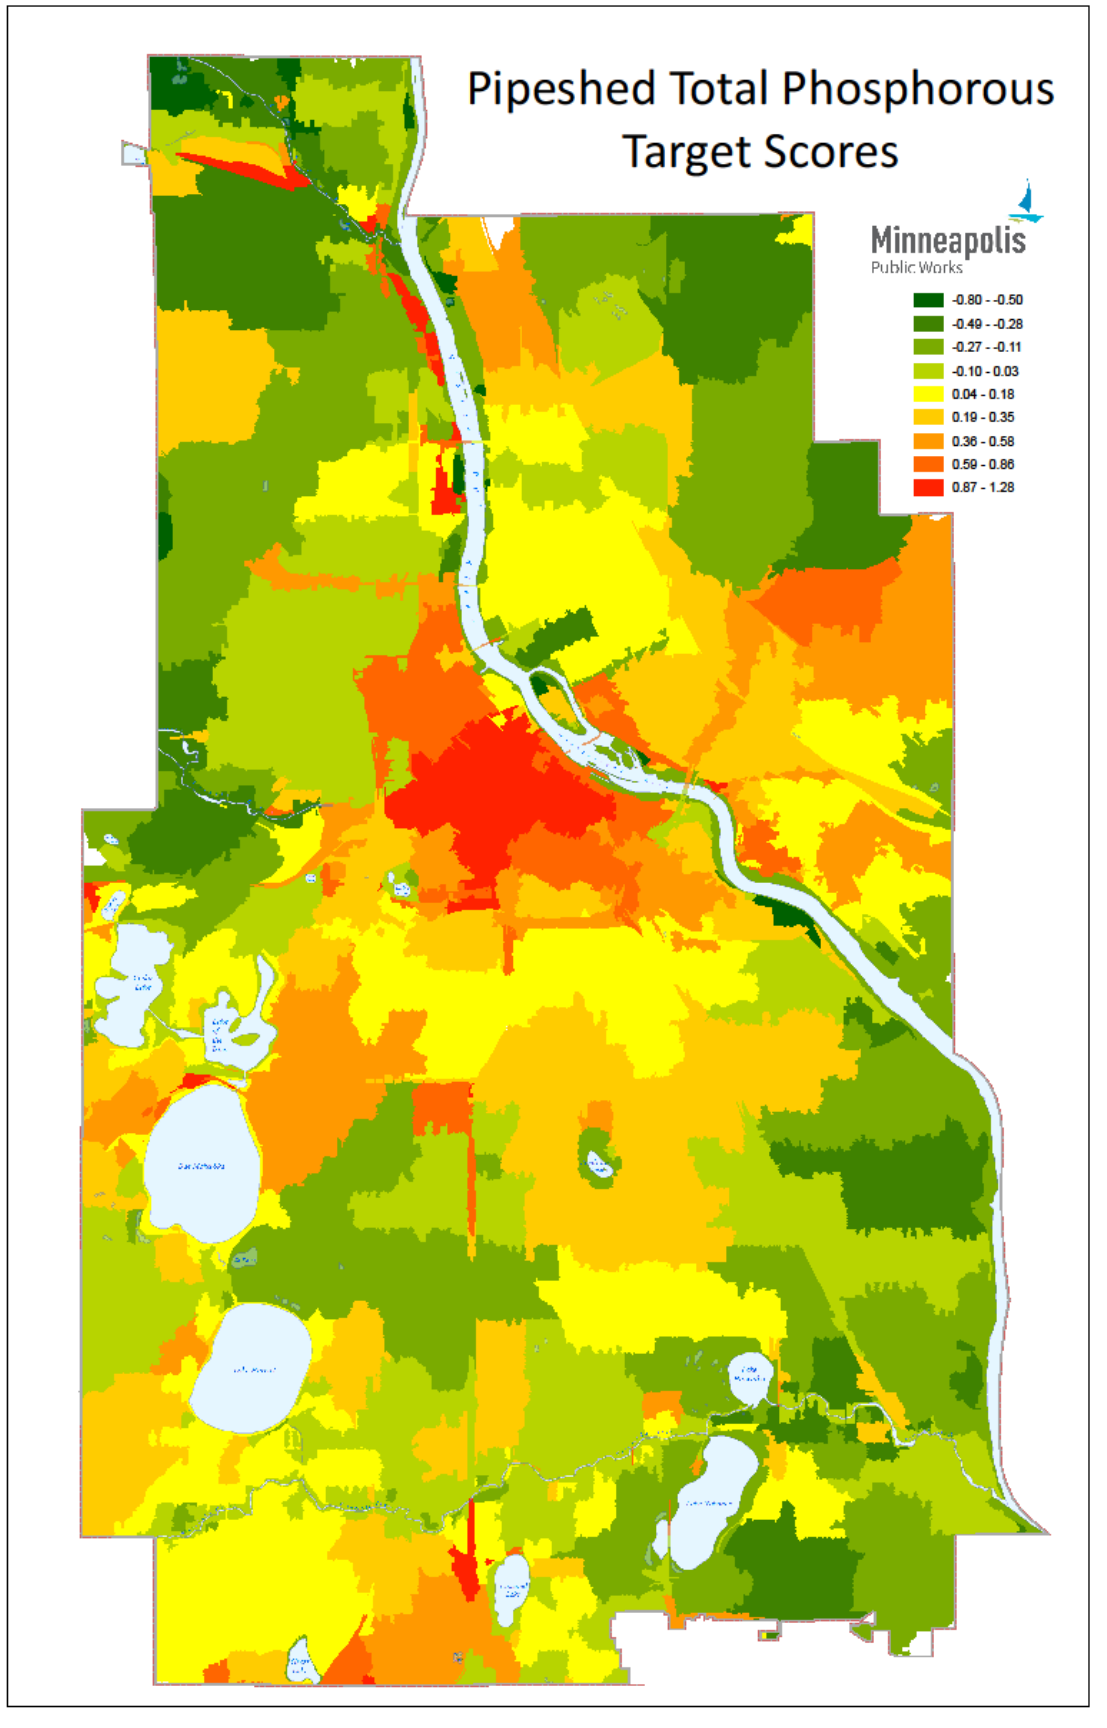 Pipeshed Total Phosphorous
Target Scores
Minneapolis
Public Works
-0.80 - -0.50
-0.49 - -0.28
-0.27 - -0.11
-0.10 - 0.03
0.04 - 0.18
0.19 - 0.35
0.36 - 0.58
0.59 - 0.86
0.87 - 1.28